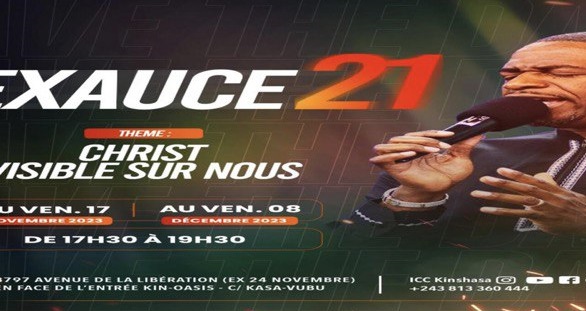 EXAUCE 21
THEME :
CHRIST
VISIBLE SUR NOUS
U VEN. 17 AU VEN. 08
NOVEMBRE 2023 DÉCEMBRE 2023
DE 17H30 À 19H30
4797 AVENUE DE LA LIBÉRATION (EX 24 NOVEMBRE)
EN FACE DE L'ENTRÉE KIN-OASIS - C/ KASA-VUBU
ICC Kinshasa
+243 813 360 444